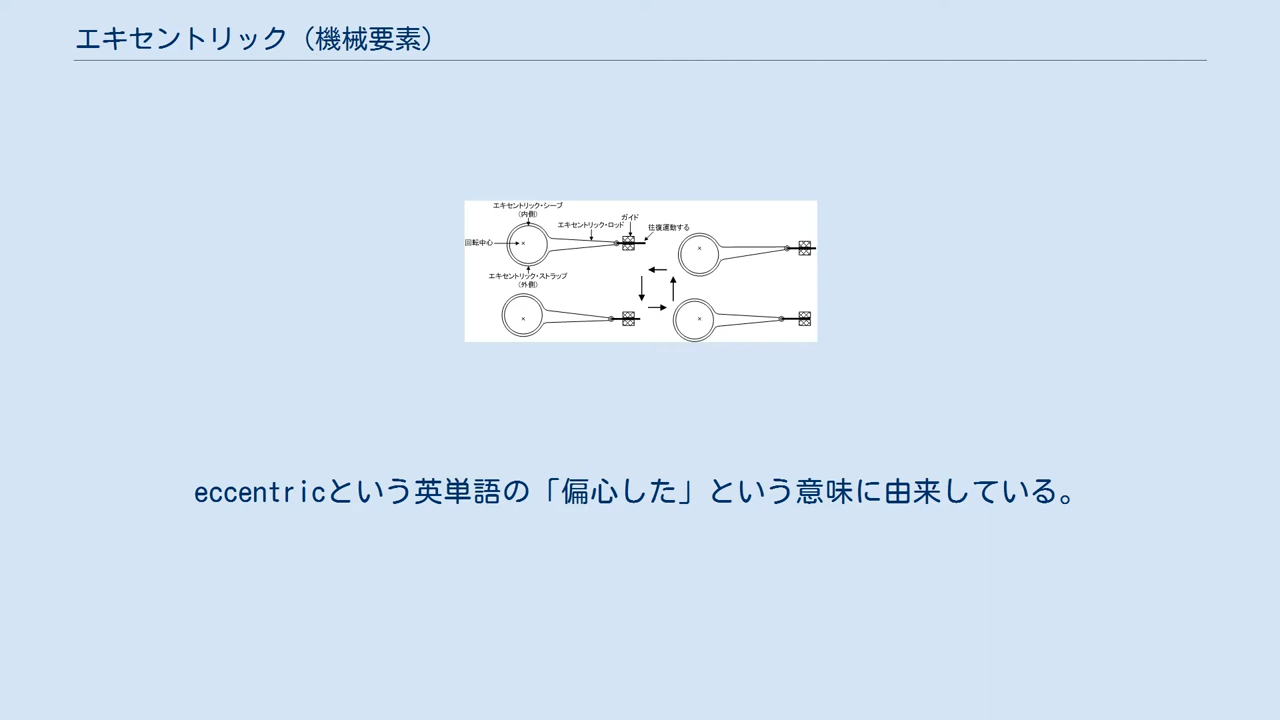 エキセントリック（機械要素）
エキセントリック・シーブ
（内側）
エキセントリック・ロッド
ガイド
往復運動する
回転中心
エキセントリック・ストラップ
（外側）
eccentricという英単語の「偏心した」という意味に由来している。